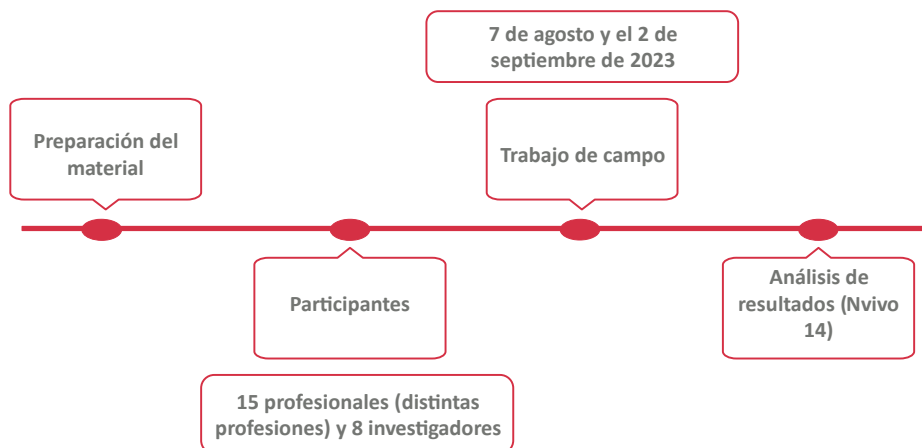 7 de agosto y el 2 de
septiembre de 2023
Preparación del
material
Trabajo de campo
Participantes
Análisis de
resultados (Nvivo
14)
15 profesionales (distintas
profesiones) y 8 investigadores